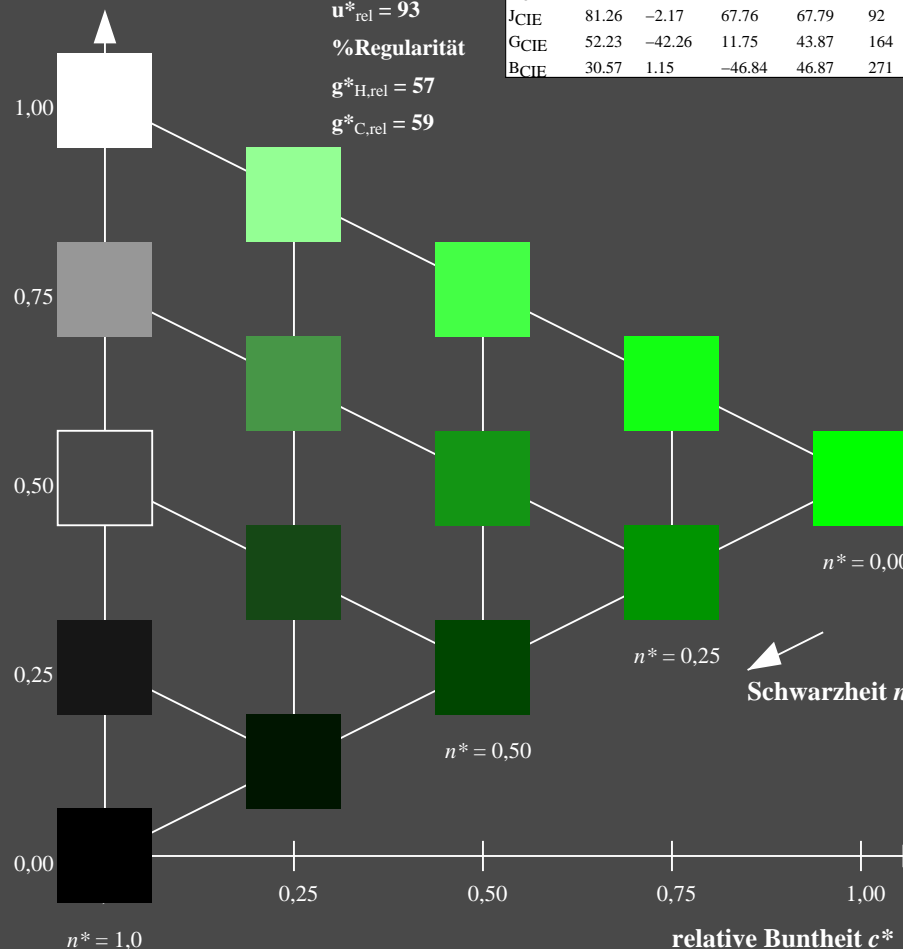 u*rel = 93
%Regularität
g*H,rel = 57
g*C,rel = 59
JCIE 81.26 −2.17 67.76 67.79 92
GCIE 52.23 −42.26 11.75 43.87 164
BCIE 30.57 1.15 −46.84 46.87 271
1,00
0,75
0,50
0,25
0,00
n* = 0,00
n* = 0,25
Schwarzheit n
n* = 0,50
0,25 0,50 0,75 1,00
n* = 1,0
relative Buntheit c*